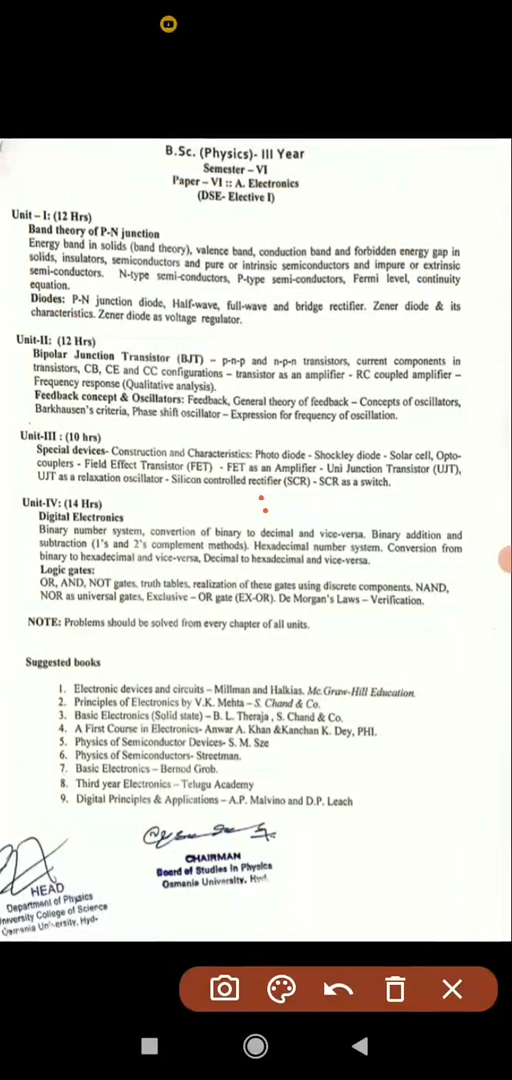 B.Sc. (Physics)- III Year
Semester – VI
Paper – VI :: A. Electronics
(DSE- Elective I)
Unit – I: (12 Hrs)
Band theory of P-N junction
Energy band in solids (band theory), valence band, conduction band and forbidden energy gap in
solids, insulators, semiconductors and pure or intrinsic semiconductors and impure or extrinsic
semi-conductors. N-type semi-conductors, P-type semi-conductors, Fermi level, continuity
equation.
Diodes: P-N junction diode, Half-wave, full-wave and bridge rectifier. Zener diode & its
characteristics. Zener diode as voltage regulator.
Unit-II: (12 Hrs)
Bipolar Junction Transistor (BJT) – p-n-p and n-p-n transistors, current components in
transistors, CB, CE and CC configurations – transistor as an amplifier - RC coupled amplifier –
Frequency response (Qualitative analysis).
Feedback Concept & Oscillators: Feedback, General theory of feedback – Concepts of oscillators,
Barkhausen's criteria, Phase shift oscillator – Expression for frequency of oscillation.
Unit-III : (10 hrs)
Special devices- Construction and Characteristics: Photo diode - Shockley diode - Solar cell, Opto-
couplers - Field Effect Transistor (FET) - FET as an Amplifier - Uni Junction Transistor (UJT),
UJT as a relaxation oscillator - Silicon controlled rectifier (SCR) - SCR as a switch.
Unit-IV: (14 Hrs)
Digital Electronics
Binary number system, convertion of binary to decimal and vice-versa. Binary addition and
subtraction (1's and 2's complement methods). Hexadecimal number system. Conversion from
binary to hexadecimal and vice-versa, Decimal to hexadecimal and vice-versa.
Logic gates:
OR, AND, NOT gates, truth tables, realization of these gates using discrete components. NAND,
NOR as universal gates, Exclusive – OR gate (EX-OR). De Morgan's Laws – Verification.
NOTE: Problems should be solved from every chapter of all units.
Suggested books
1. Electronic devices and circuits – Millman and Halkias. Mc.Graw-Hill Education.
2. Principles of Electronics by V.K. Mehta – S. Chand & Co.
3. Basic Electronics (Solid state) – B. L. Theraja , S. Chand & Co.
4. A First Course in Electronics- Anwar A. Khan &Kanchan K. Dey, PHI.
5. Physics of Semiconductor Devices- S. M. Sze
6. Physics of Semiconductors- Streetman.
7. Basic Electronics – Bernod Grob.
8. Third year Electronics – Telugu Academy
9. Digital Principles & Applications – A.P. Malvino and D.P. Leach
CHAIRMAN
Board of Studies in Physics
Osmania University, Hyd.
HEAD
Department of Physics
University College of Science
Osmania University, Hyd-